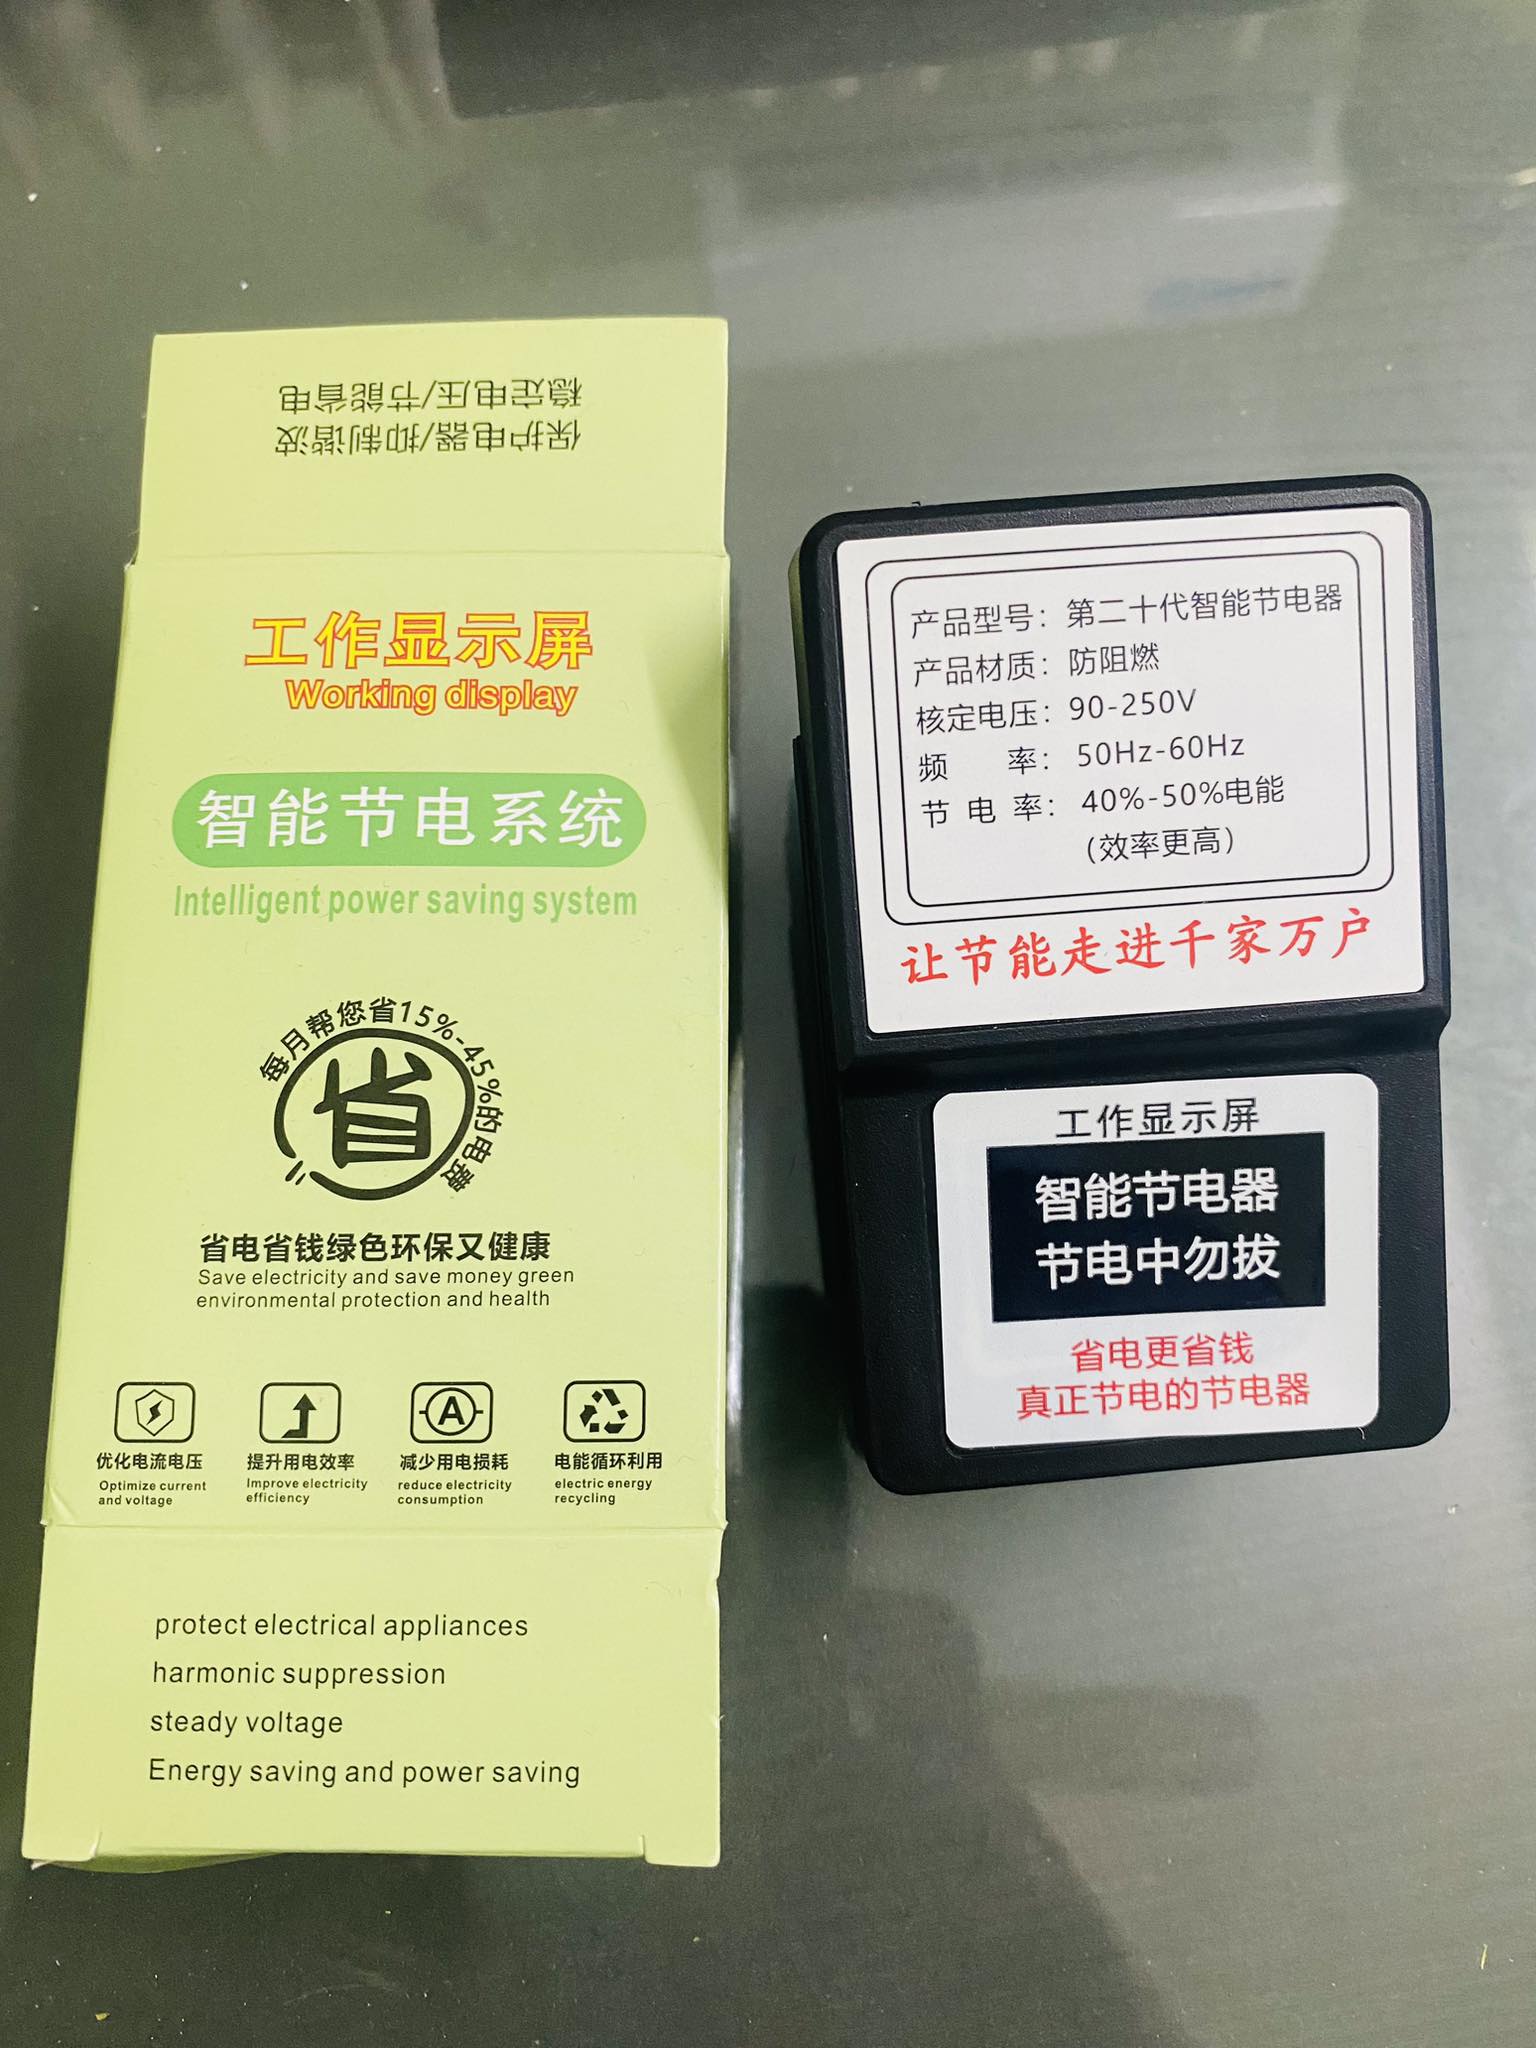 稳定电压/节能省电
保护电器/抑制谐波
工作显示屏
Working display
智能节电系统
Intelligent power saving system
每月帮您省15%-45%的电费
省
省电省钱绿色环保又健康
Save electricity and save money green
environmental protection and health
优化电流电压
Optimize current
and voltage
提升用电效率
Improve electricity
efficiency
A
减少用电损耗
reduce electricity
consumption
电能循环利用
electric energy
recycling
protect electrical appliances
harmonic suppression
steady voltage
Energy saving and power saving
产品型号：第二十代智能节电器
产品材质：防阻燃
核定电压：90-250V
频 率：50Hz-60Hz
节 电 率：40%-50%电能
（效率更高）
让节能走进千家万户
工作显示屏
智能节电器
节电中勿拔
省电更省钱
真正节电的节电器